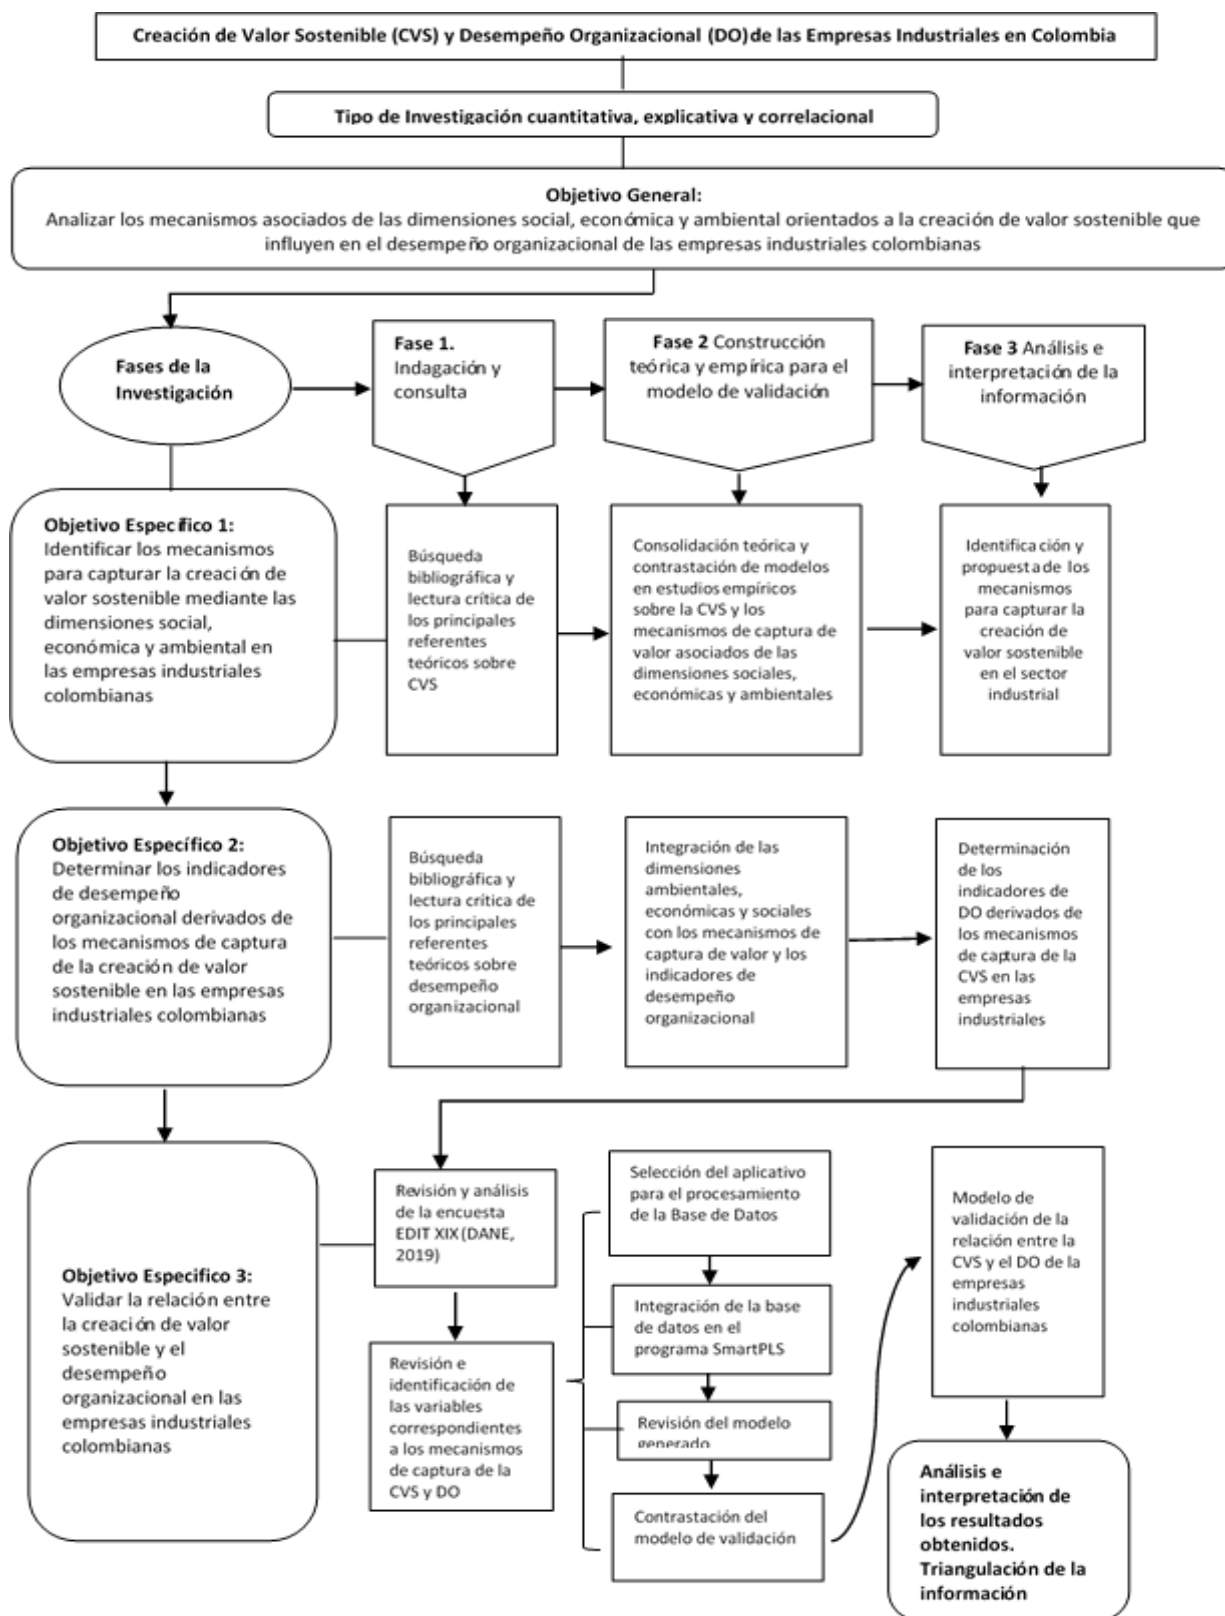 Creación de Valor Sostenible (CVS) y Desempeño Organizacional (DO) de las Empresas Industriales en Colombia
Tipo de Investigación cuantitativa, explicativa y correlacional
Objetivo General:
Analizar los mecanismos asociados de las dimensiones social, económica y ambiental orientados a la creación de valor sostenible que
influyen en el desempeño organizacional de las empresas industriales colombianas
Fases de la
Investigación
Fase 1.
Indagación y
consulta
Fase 2 Construcción
teórica y empírica para el
modelo de validación
Fase 3 Análisis e
interpretación de la
información
Objetivo Específico 1:
Identificar los mecanismos
para capturar la creación de
valor sostenible mediante las
dimensiones social,
económica y ambiental en
las empresas industriales
colombianas
Búsqueda
bibliográfica y
lectura crítica de
los principales
referentes
teóricos sobre
CVS
Consolidación teórica y
contrastación de modelos
en estudios empíricos
sobre la CVS y los
mecanismos de captura de
valor asociados de las
dimensiones sociales,
económicas y ambientales
Identificación y
propuesta de los
mecanismos
para capturar la
creación de
valor sostenible
en el sector
industrial
Objetivo Específico 2:
Determinar los indicadores
de desempeño
organizacional derivados de
los mecanismos de captura
de la creación de valor
sostenible en las empresas
industriales colombianas
Búsqueda
bibliográfica y
lectura crítica de
los principales
referentes
teóricos sobre
desempeño
organizacional
Integración de las
dimensiones
ambientales,
económicas y sociales
con los mecanismos de
captura de valor y los
indicadores de
desempeño
organizacional
Determinación
de los
indicadores de
DO derivados de
los mecanismos
de captura de la
CVS en las
empresas
industriales
Objetivo Especifico 3:
Validar la relación entre
la creación de valor
sostenible y el
desempeño
organizacional en las
empresas industriales
colombianas
Revisión y análisis
de la encuesta
EDIT XIX (DANE,
2019)
Revisión e
identificación de
las variables
correspondientes
a los mecanismos
de captura de la
CVS y DO
Selección del aplicativo
para el procesamiento
de la Base de Datos
Integración de la base
de datos en el
programa SmartPLS
Revisión del modelo
generado
Contrastación del
modelo de validación
Modelo de
validación de la
relación entre la
CVS y el DO de la
empresas
industriales
colombianas
Análisis e
interpretación de
los resultados
obtenidos.
Triangulación de la
información